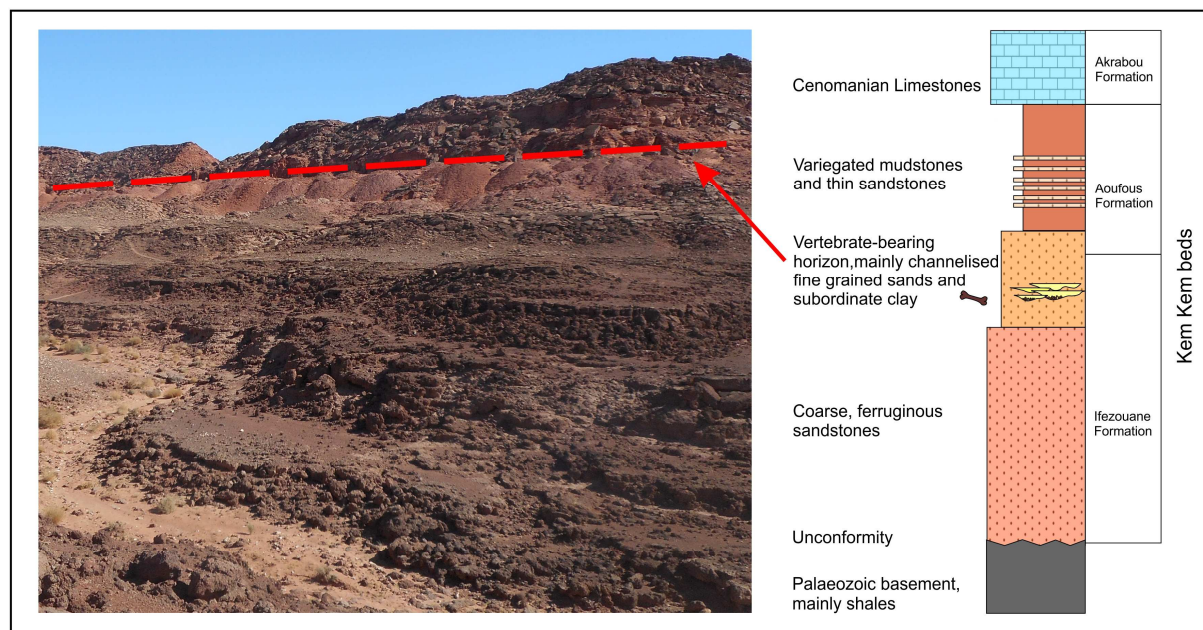 Cenomanian Limestones
Akrabou
Formation
Variegated mudstones
and thin sandstones
Aoufous
Formation
Vertebrate-bearing
horizon,mainly channelised
fine grained sands and
subordinate clay
Coarse, ferruginous
sandstones
Ifezouane
Formation
Kem Kem beds
Unconformity
Palaeozoic basement,
mainly shales